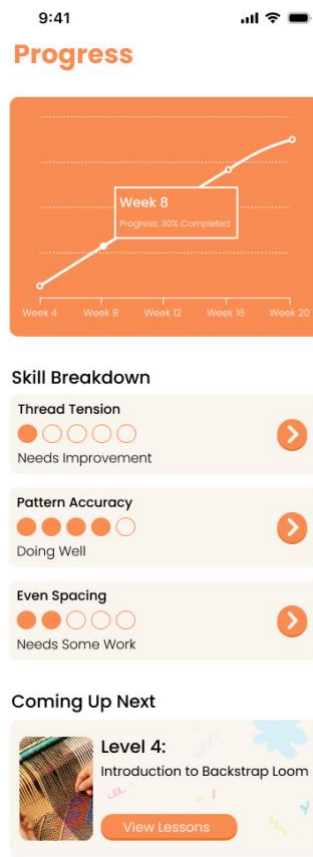 9:41
Progress
Week 8
Progress: 30% Completed
Week 4 Week 8 Week 12 Week 16 Week 20
Skill Breakdown
Thread Tension
Needs Improvement
Pattern Accuracy
Doing Well
Even Spacing
Needs Some Work
Coming Up Next
Level 4:
Introduction to Backstrap Loom
View Lessons